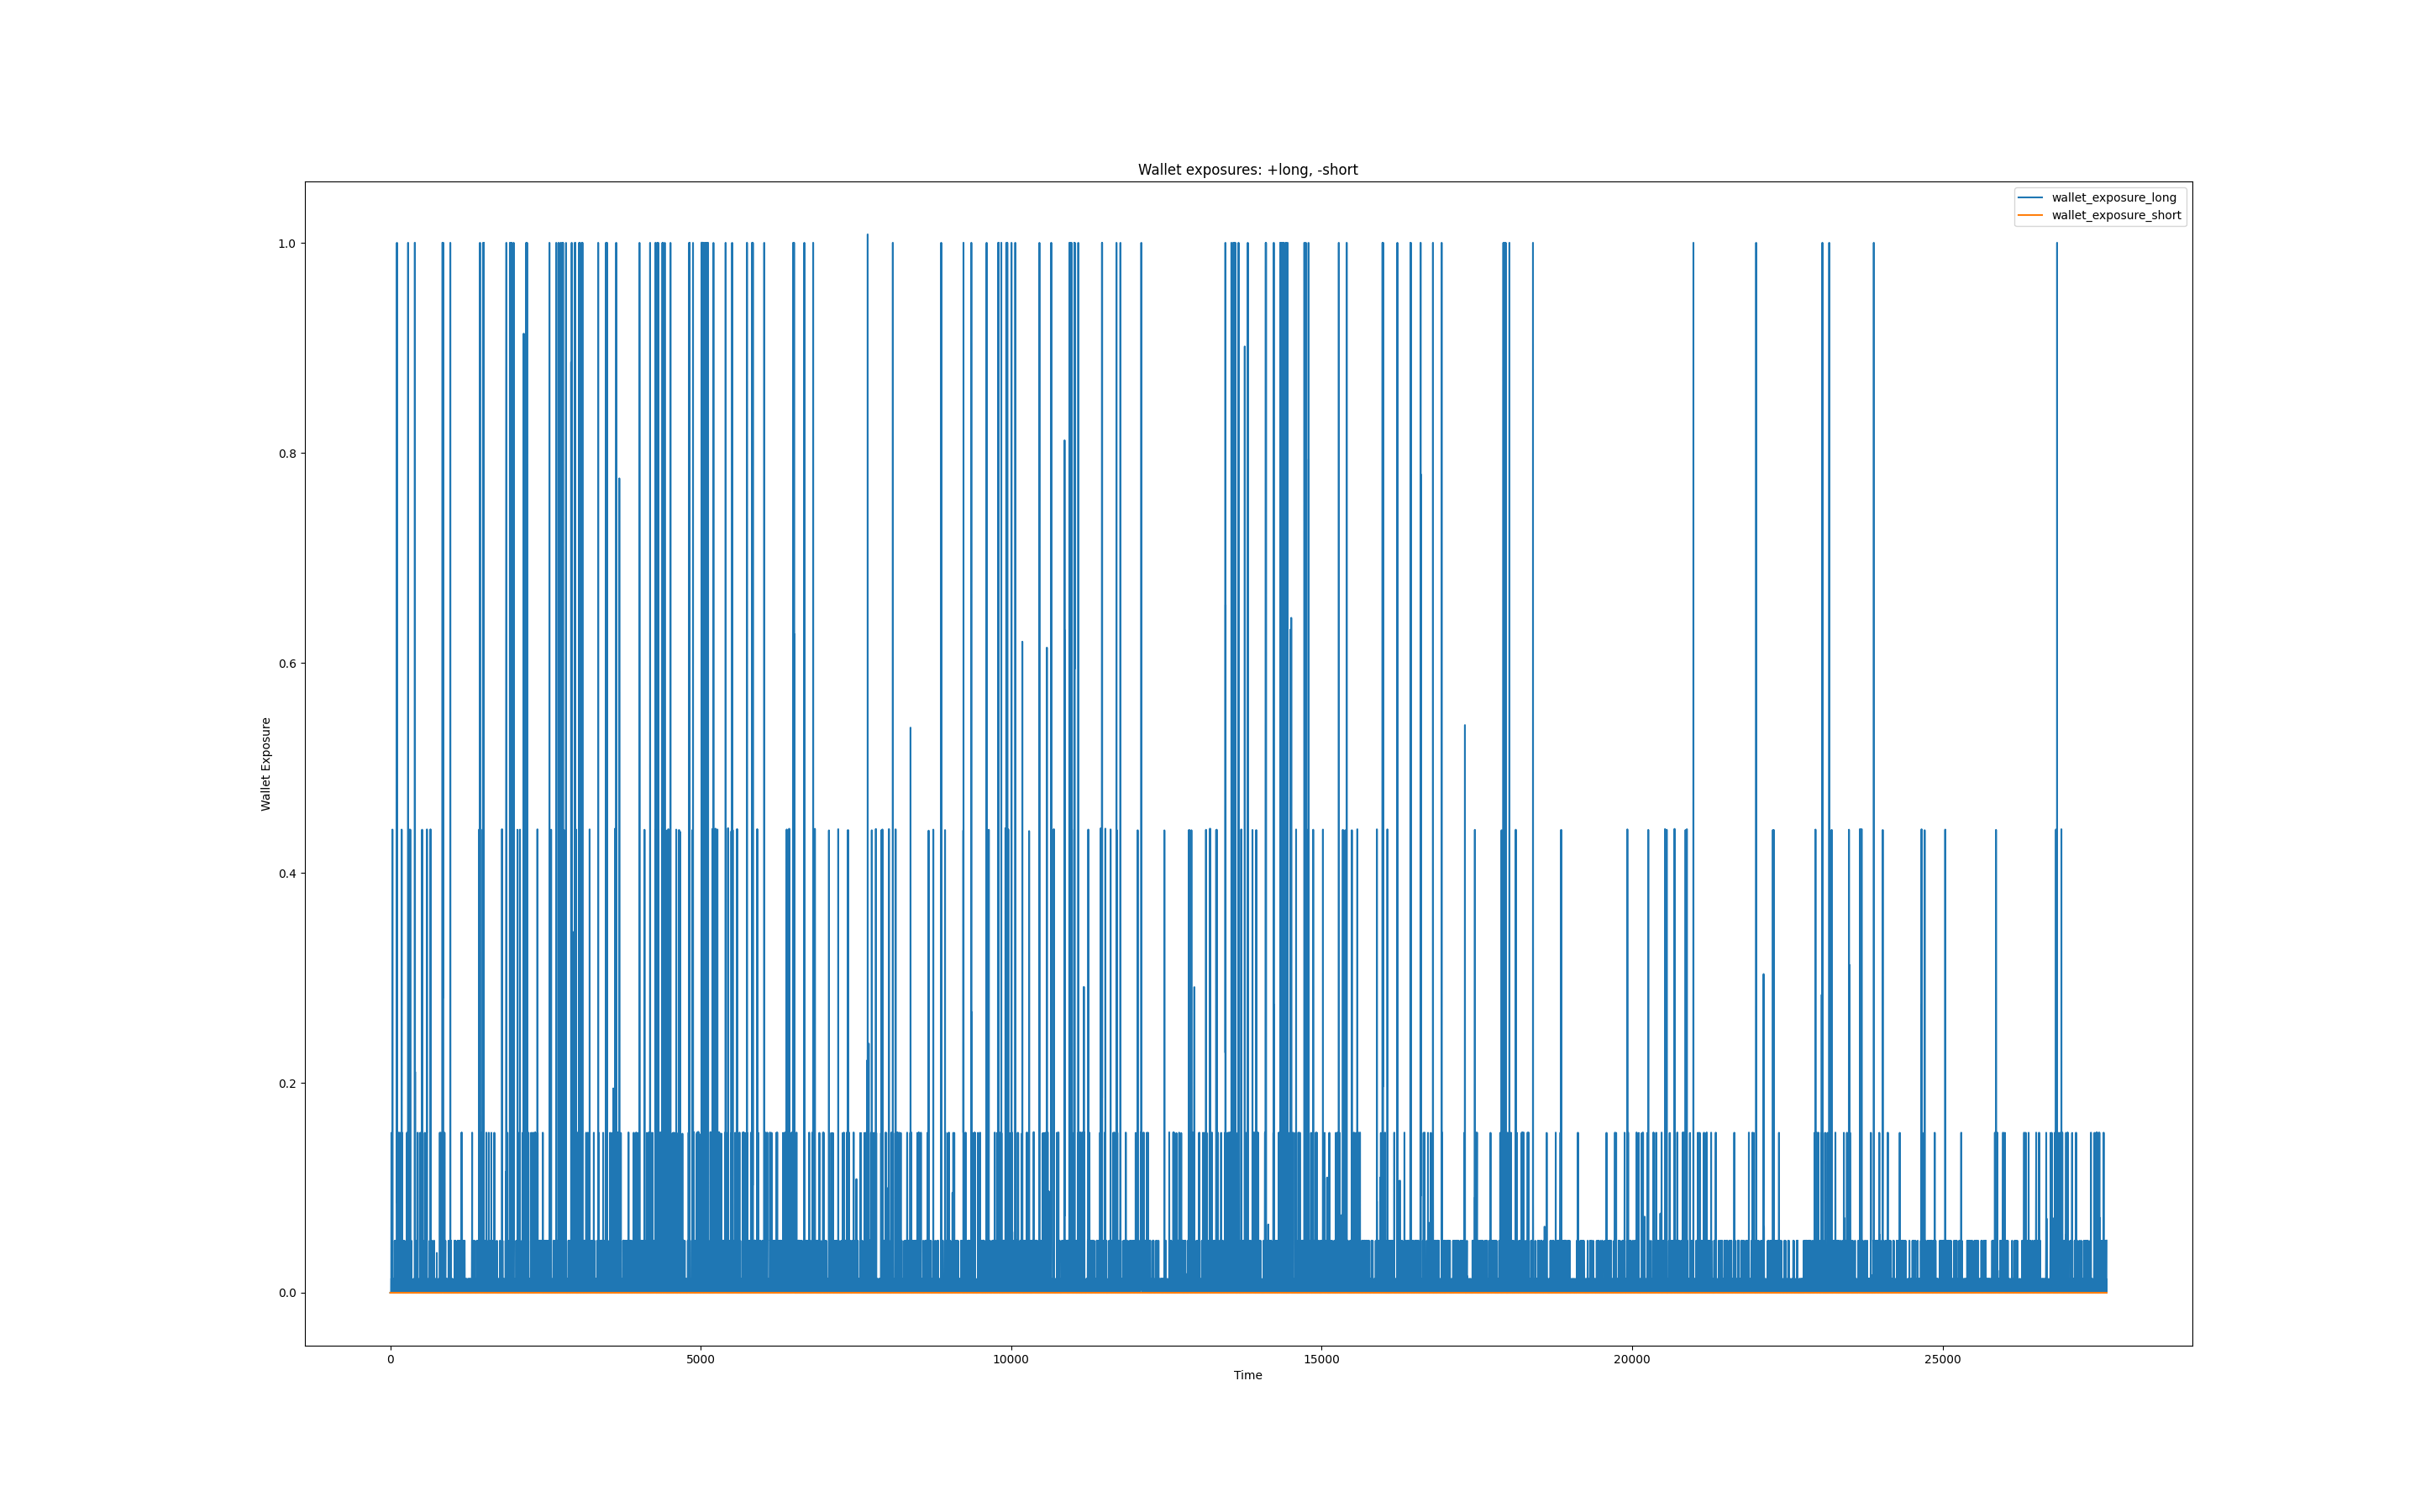 Wallet exposures: +long, -short
wallet_exposure_long
wallet_exposure_short
1.0
0.8
0.6
0.4
0.2
0.0
Wallet Exposure
0 5000 10000 15000 20000 25000
Time